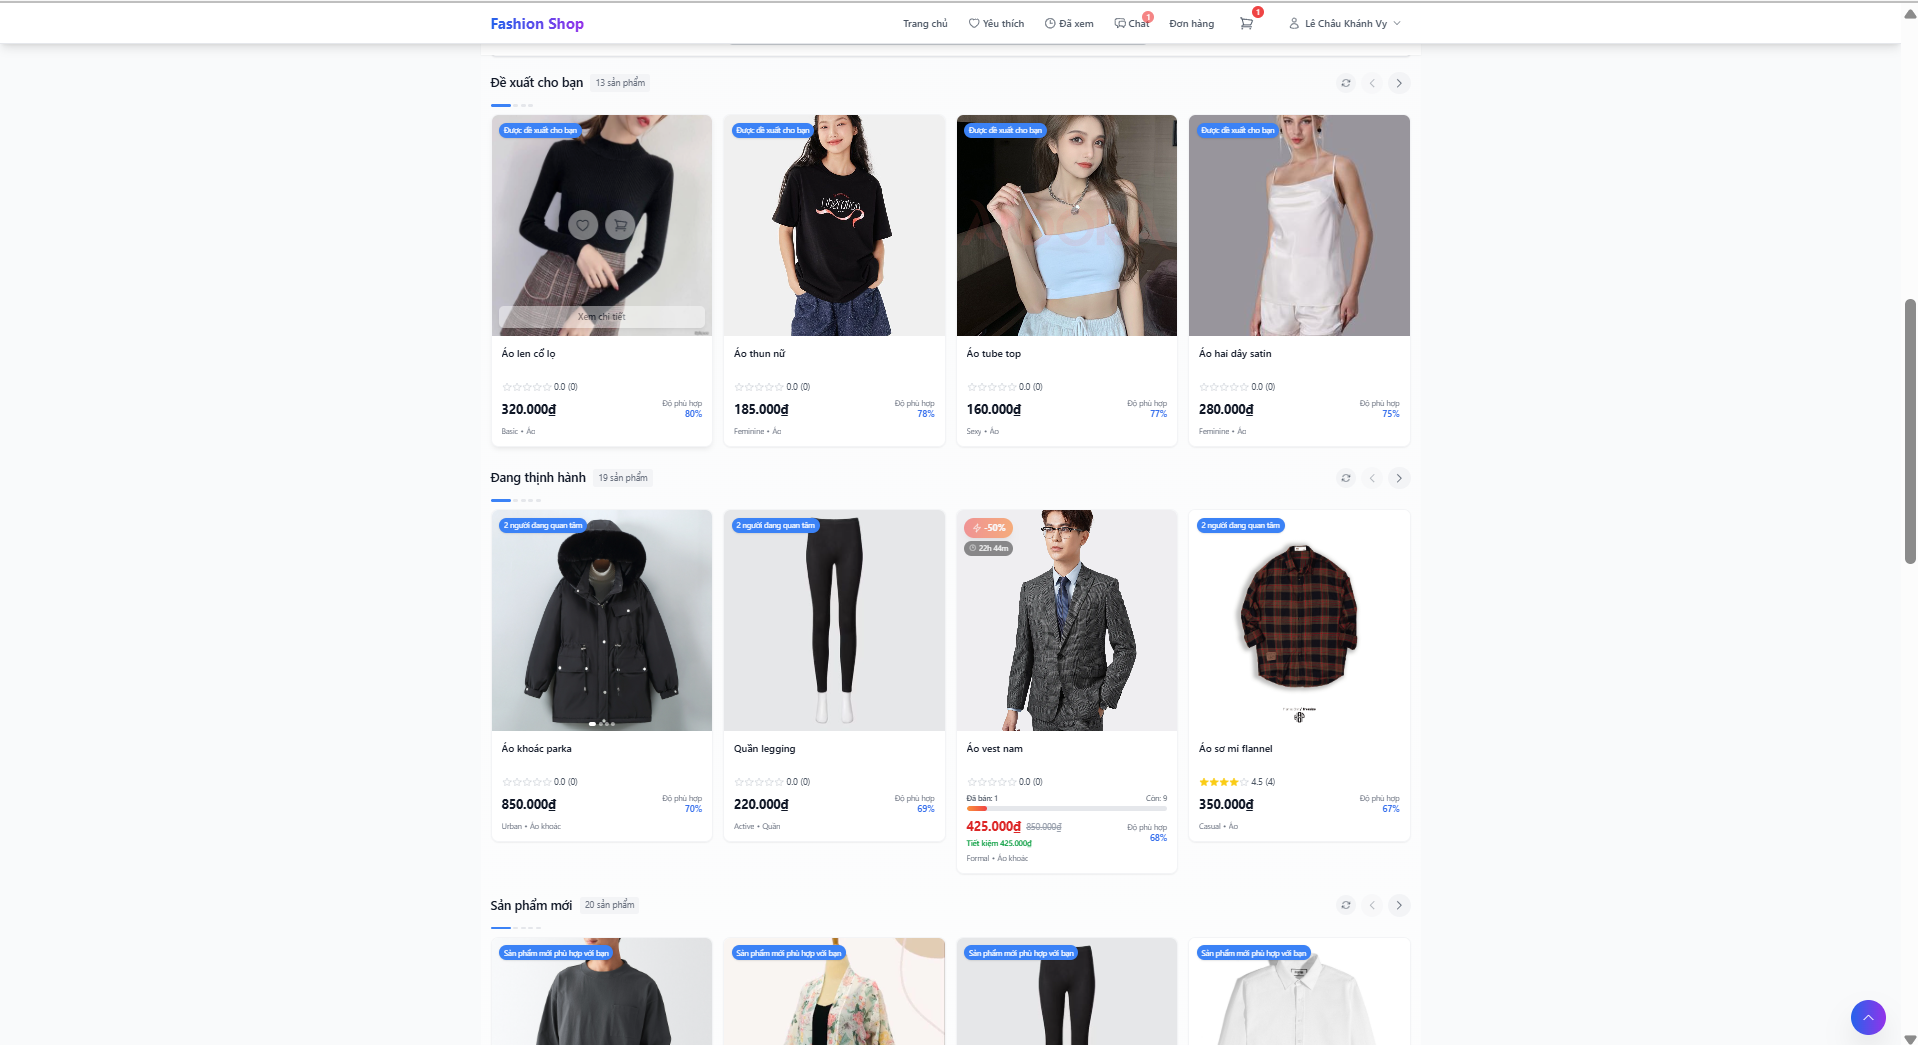 Fashion Shop
Trang chủ
Yêu thích
Đã xem
Chat
1
Đơn hàng
1
Lê Châu Khánh Vy
Đề xuất cho bạn
13 sản phẩm
Được đề xuất cho bạn
Được đề xuất cho bạn
Được đề xuất cho bạn
Được đề xuất cho bạn
Xem chi tiết
Áo len cổ lọ
0.0 (0)
320.000₫
Độ phù hợp
80%
Basic • Áo
Áo thun nữ
0.0 (0)
185.000₫
Độ phù hợp
78%
Feminine • Áo
Áo tube top
0.0 (0)
160.000₫
Độ phù hợp
77%
Sexy • Áo
Áo hai dây satin
0.0 (0)
280.000₫
Độ phù hợp
75%
Feminine • Áo
Đang thịnh hành
19 sản phẩm
2 người đang quan tâm
2 người đang quan tâm
-50%
22h 44m
2 người đang quan tâm
Áo khoác parka
0.0 (0)
850.000₫
Độ phù hợp
70%
Urban • Áo khoác
Quần legging
0.0 (0)
220.000₫
Độ phù hợp
69%
Active • Quần
Áo vest nam
0.0 (0)
Đã bán: 1
Còn: 9
425.000₫ 850.000₫
Tiết kiệm 425.000₫
Độ phù hợp
68%
Formal • Áo khoác
Áo sơ mi flannel
4.5 (4)
350.000₫
Độ phù hợp
67%
Casual • Áo
Sản phẩm mới
20 sản phẩm
Sản phẩm mới phù hợp với bạn
Sản phẩm mới phù hợp với bạn
Sản phẩm mới phù hợp với bạn
Sản phẩm mới phù hợp với bạn